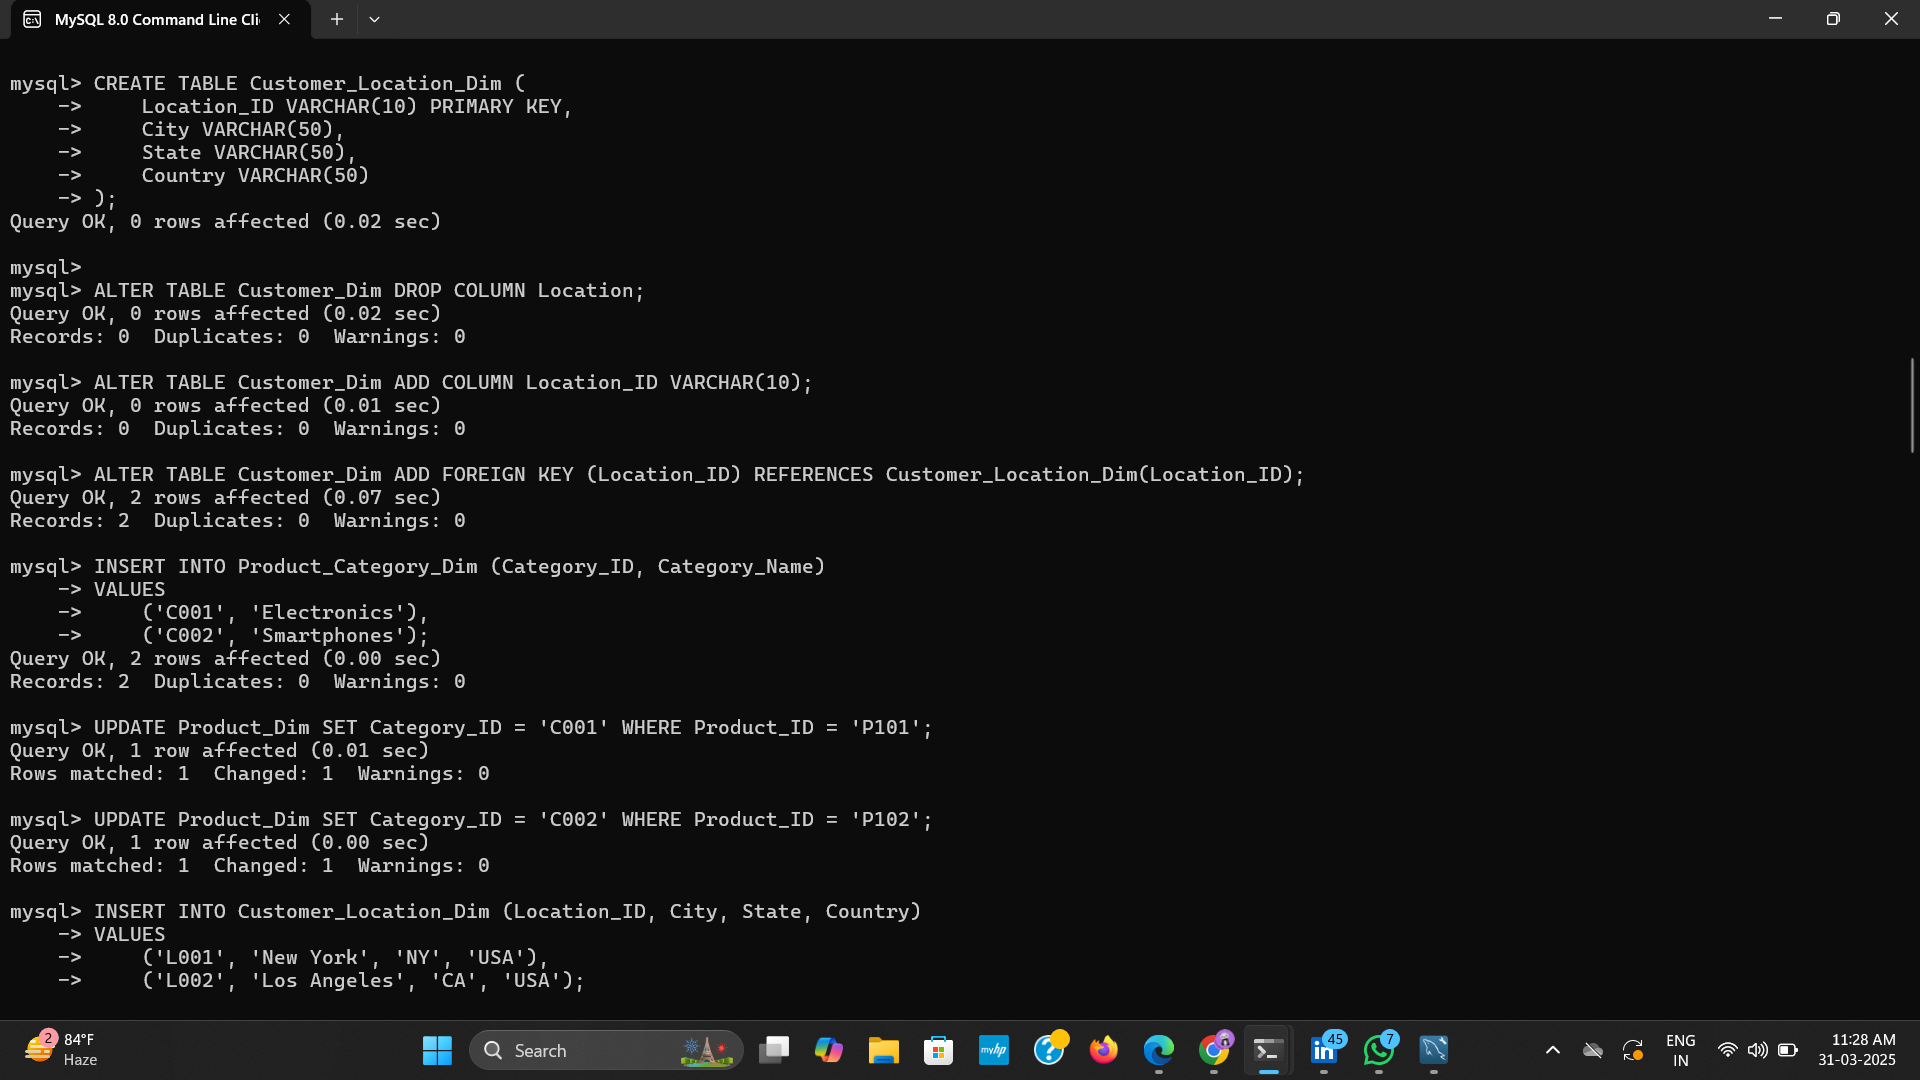 MySQL 8.0 Command Line Cli
mysql> CREATE TABLE Customer_Location_Dim (
    ->     Location_ID VARCHAR(10) PRIMARY KEY,
    ->     City VARCHAR(50),
    ->     State VARCHAR(50),
    ->     Country VARCHAR(50)
    -> );
Query OK, 0 rows affected (0.02 sec)
mysql>
mysql> ALTER TABLE Customer_Dim DROP COLUMN Location;
Query OK, 0 rows affected (0.02 sec)
Records: 0  Duplicates: 0  Warnings: 0
mysql> ALTER TABLE Customer_Dim ADD COLUMN Location_ID VARCHAR(10);
Query OK, 0 rows affected (0.01 sec)
Records: 0  Duplicates: 0  Warnings: 0
mysql> ALTER TABLE Customer_Dim ADD FOREIGN KEY (Location_ID) REFERENCES Customer_Location_Dim(Location_ID);
Query OK, 2 rows affected (0.07 sec)
Records: 2  Duplicates: 0  Warnings: 0
mysql> INSERT INTO Product_Category_Dim (Category_ID, Category_Name)
    -> VALUES
    ->     ('C001', 'Electronics'),
    ->     ('C002', 'Smartphones');
Query OK, 2 rows affected (0.00 sec)
Records: 2  Duplicates: 0  Warnings: 0
mysql> UPDATE Product_Dim SET Category_ID = 'C001' WHERE Product_ID = 'P101';
Query OK, 1 row affected (0.01 sec)
Rows matched: 1  Changed: 1  Warnings: 0
mysql> UPDATE Product_Dim SET Category_ID = 'C002' WHERE Product_ID = 'P102';
Query OK, 1 row affected (0.00 sec)
Rows matched: 1  Changed: 1  Warnings: 0
mysql> INSERT INTO Customer_Location_Dim (Location_ID, City, State, Country)
    -> VALUES
    ->     ('L001', 'New York', 'NY', 'USA'),
    ->     ('L002', 'Los Angeles', 'CA', 'USA');
2
84°F
Haze
Search
myhp
45
7
ENG
IN
11:28 AM
31-03-2025